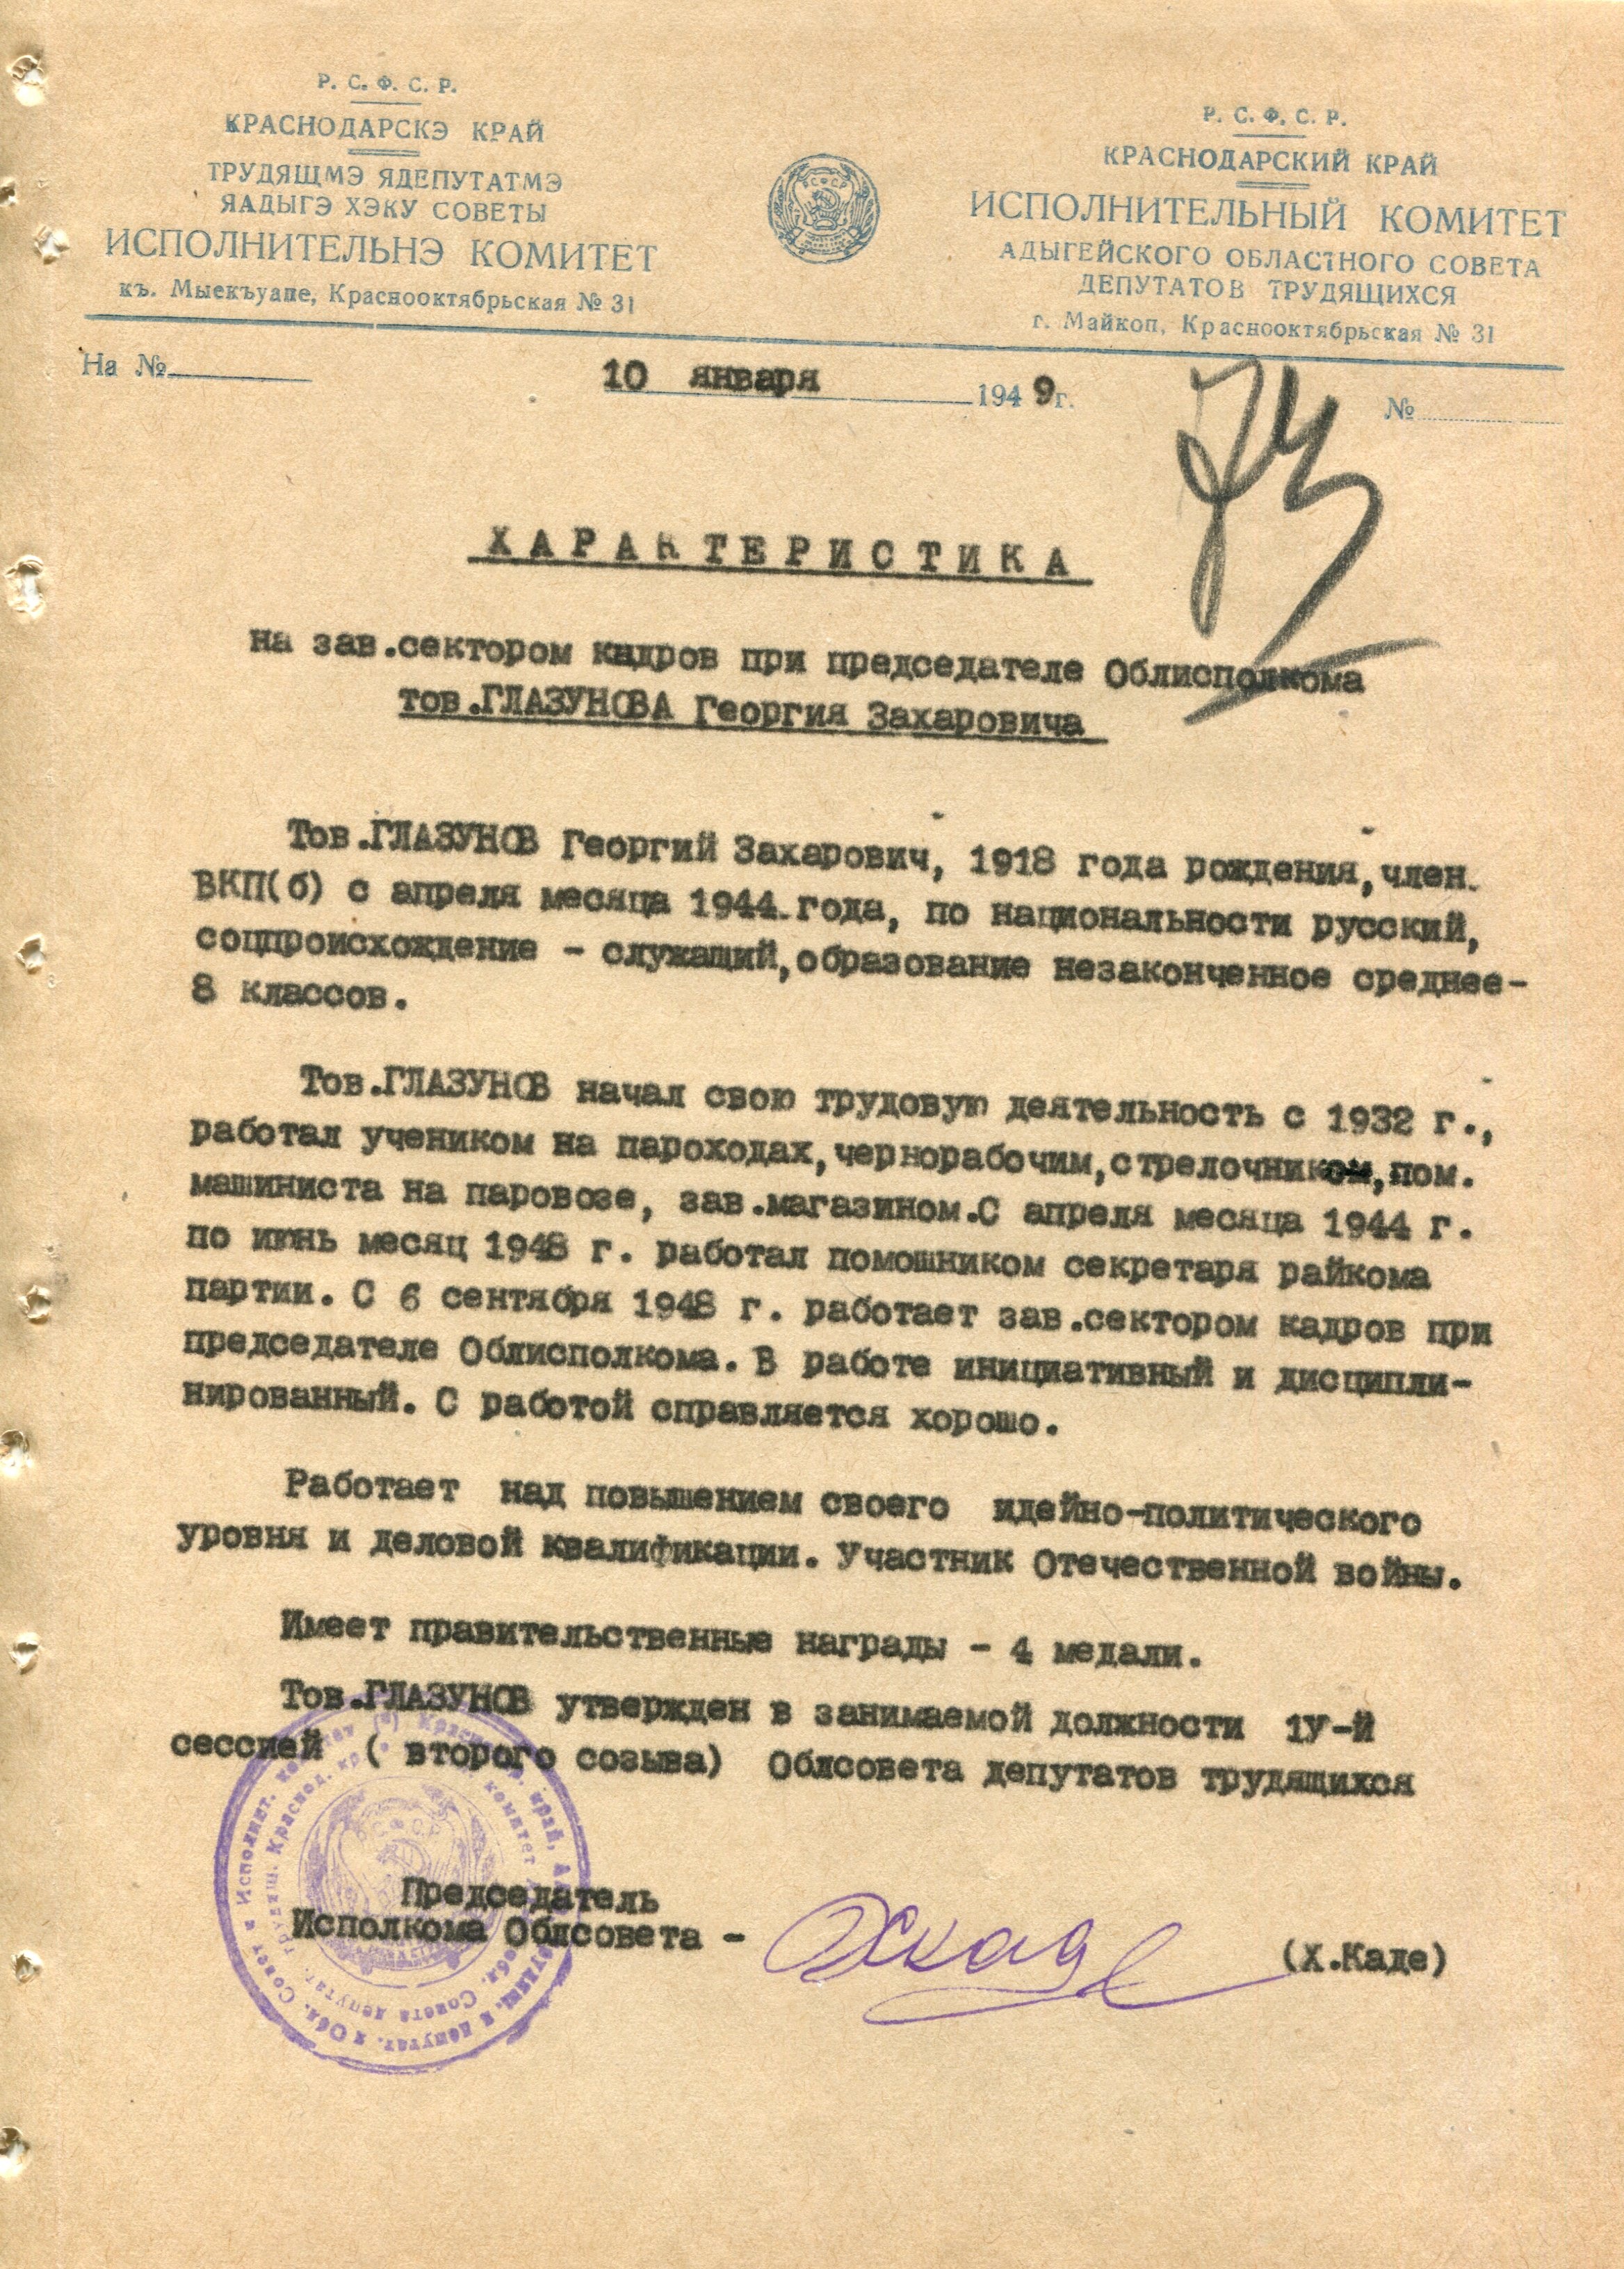 Р. С. Ф. С. Р.
КРАСНОДАРСКЭ КРАЙ
ТРУДЯЩМЭ ЯДЕПУТАТМЭ
ЯАДЫГЭ ХЭКУ СОВЕТЫ
ИСПОЛНИТЕЛЬНЭ КОМИТЕТ
къ. Мыекъуапе, Краснооктябрьская № 31
Р. С. Ф. С. Р.
КРАСНОДАРСКИЙ КРАЙ
ИСПОЛНИТЕЛЬНЫЙ КОМИТЕТ
АДЫГЕЙСКОГО ОБЛАСТНОГО СОВЕТА
ДЕПУТАТОВ ТРУДЯЩИХСЯ
г. Майкоп, Краснооктябрьская № 31
На №
10 января 1949г.
№
ХАРАКТЕРИСТИКА
на зав.сектором кадров при председателе Облисполкома
тов.ГЛАЗУНОВА Георгия Захаровича
Тов.ГЛАЗУНОВ Георгий Захарович, 1918 года рождения,член
ВКП(б) с апреля месяца 1944 года, по национальности русский,
соцпроисхождение - служащий,образование незаконченное среднее-
8 классов.
Тов.ГЛАЗУНОВ начал свою трудовую деятельность с 1932 г.,
работал учеником на пароходах,чернорабочим,стрелочником,пом.
машиниста на паровозе, зав.магазином.С апреля месяца 1944 г.
по июнь месяц 1948 г. работал помошником секретаря райкома
партии. С 6 сентября 1948 г. работает зав.сектором кадров при
председателе Облисполкома. В работе инициативный и дисципли-
нированный. С работой справляется хорошо.
Работает над повышением своего идейно-политического
уровня и деловой квалификации. Участник Отечественной войны.
Имеет правительственные награды - 4 медали.
Тов.ГЛАЗУНОВ утвержден в занимаемой должности 1У-й
сессией ( второго созыва) Облсовета депутатов трудящихся
Председатель
Исполкома Облсовета - (Х.Каде)